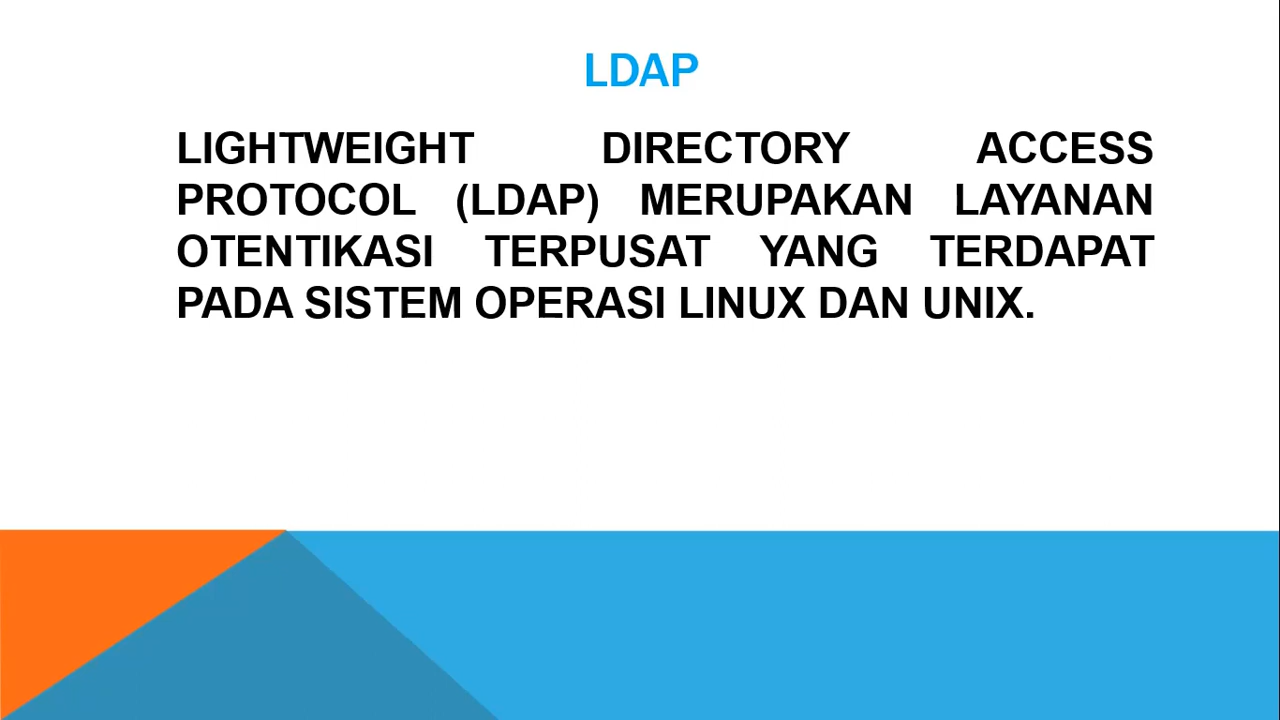 LDAP
LIGHTWEIGHT DIRECTORY ACCESS
PROTOCOL (LDAP) MERUPAKAN LAYANAN
OTENTIKASI TERPUSAT YANG TERDAPAT
PADA SISTEM OPERASI LINUX DAN UNIX.